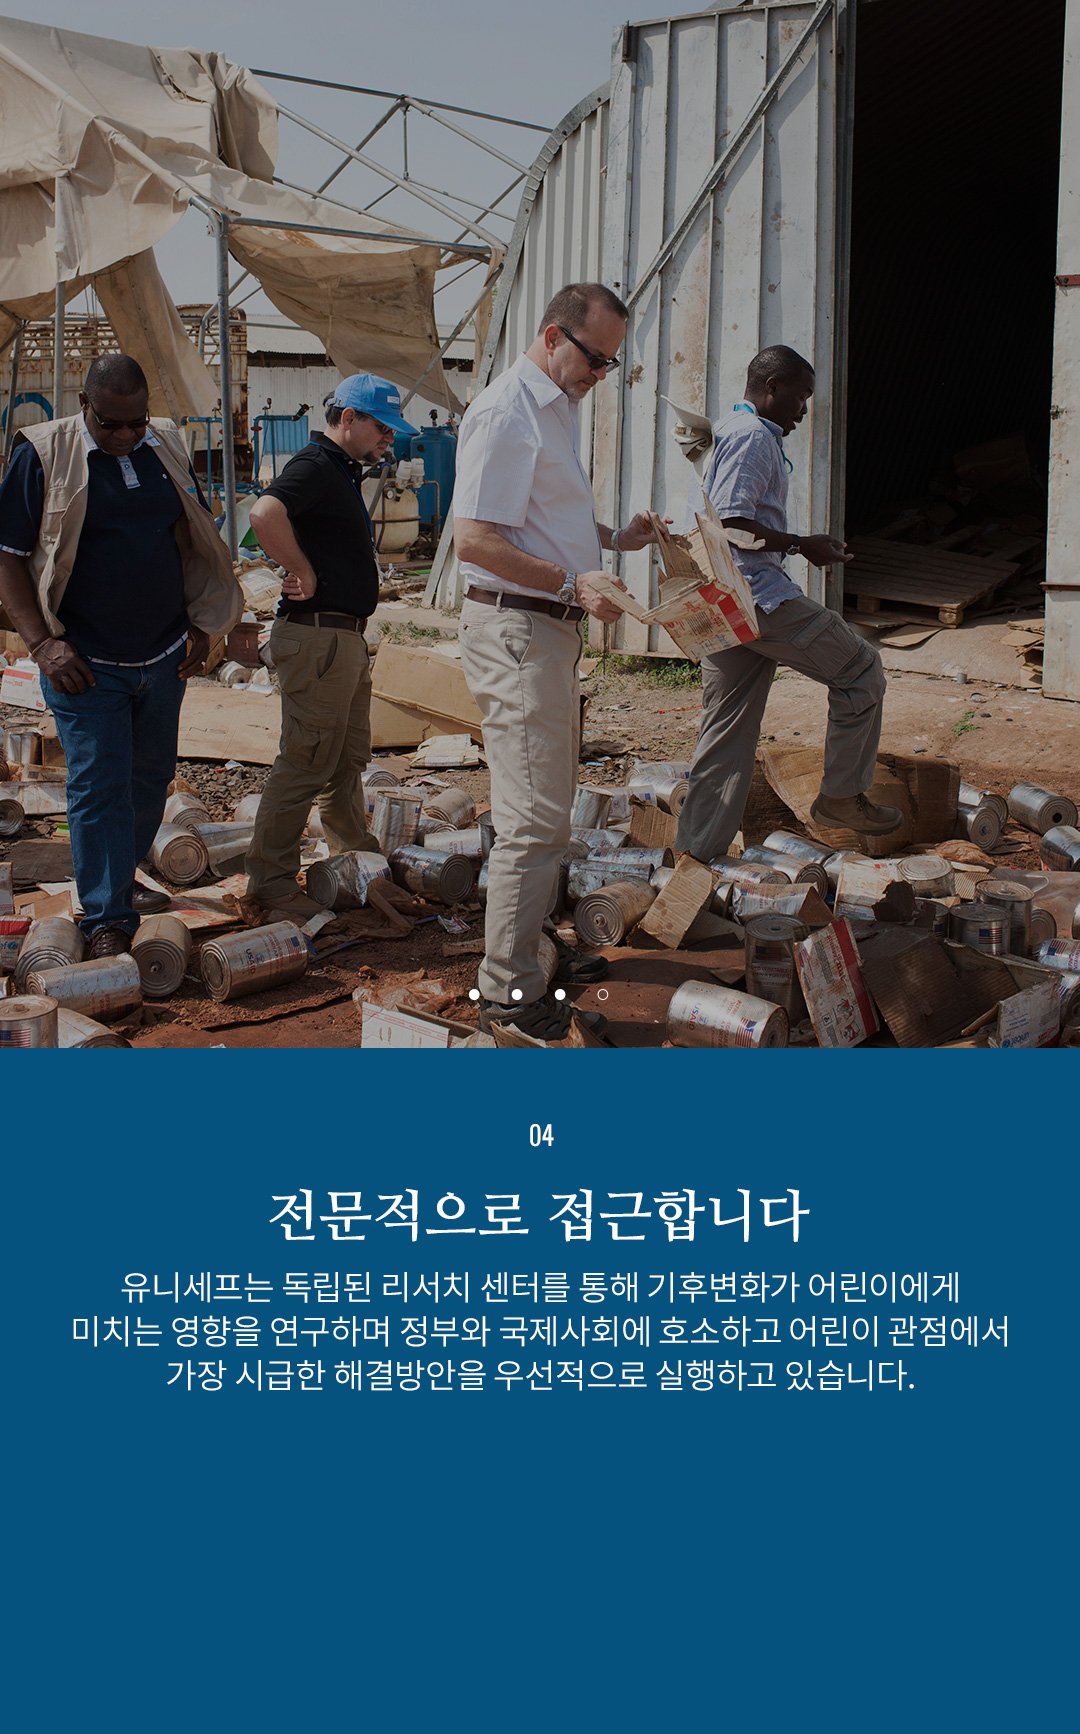 USAID
USAID
04
전문적으로 접근합니다
유니세프는 독립된 리서치 센터를 통해 기후변화가 어린이에게
미치는 영향을 연구하며 정부와 국제사회에 호소하고 어린이 관점에서
가장 시급한 해결방안을 우선적으로 실행하고 있습니다.